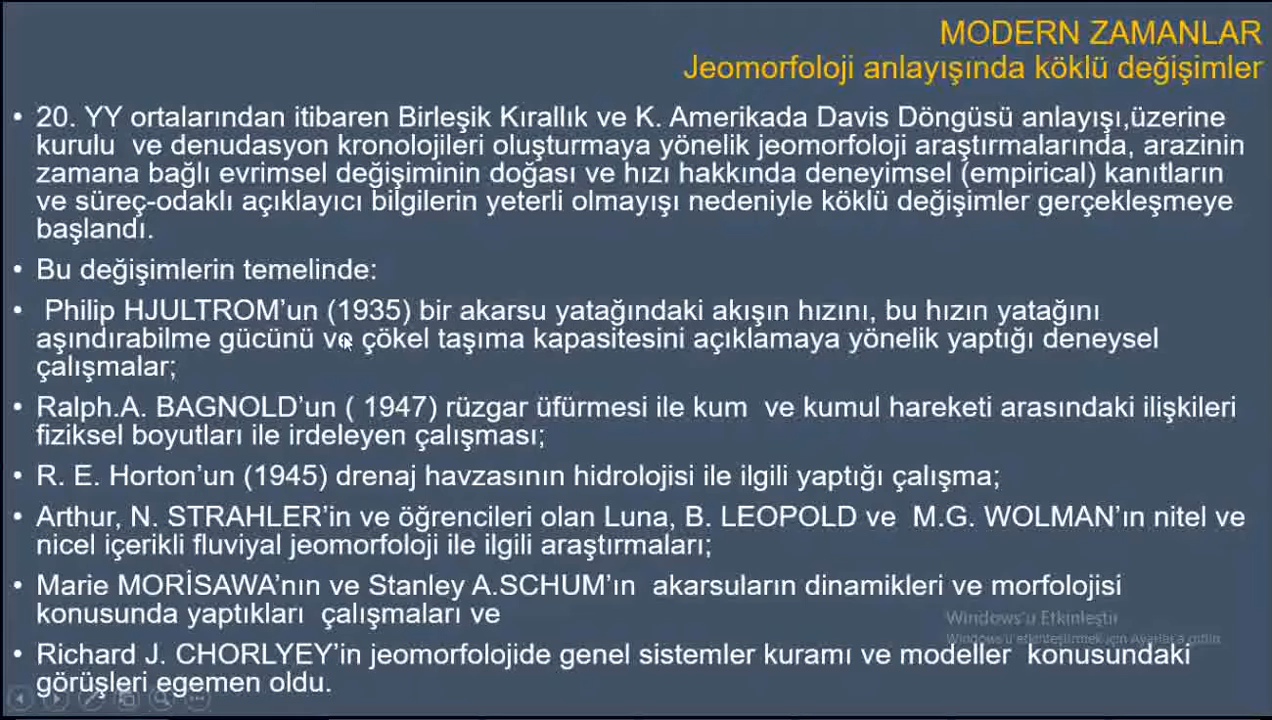 MODERN ZAMANLAR
Jeomorfoloji anlayışında köklü değişimler
• 20. YY ortalarından itibaren Birleşik Kırallık ve K. Amerikada Davis Döngüsü anlayışı,üzerine
kurulu ve denudasyon kronolojileri oluşturmaya yönelik jeomorfoloji araştırmalarında, arazinin
zamana bağlı evrimsel değişiminin doğası ve hızı hakkında deneyimsel (empirical) kanıtların
ve süreç-odaklı açıklayıcı bilgilerin yeterli olmayışı nedeniyle köklü değişimler gerçekleşmeye
başlandı.
• Bu değişimlerin temelinde:
• Philip HJULTROM’un (1935) bir akarsu yatağındaki akışın hızını, bu hızın yatağını
aşındırabilme gücünü ve çökel taşıma kapasitesini açıklamaya yönelik yaptığı deneysel
çalışmalar;
• Ralph.A. BAGNOLD’un ( 1947) rüzgar üfürmesi ile kum ve kumul hareketi arasındaki ilişkileri
fiziksel boyutları ile irdeleyen çalışması;
• R. E. Horton’un (1945) drenaj havzasının hidrolojisi ile ilgili yaptığı çalışma;
• Arthur, N. STRAHLER’in ve öğrencileri olan Luna, B. LEOPOLD ve M.G. WOLMAN’ın nitel ve
nicel içerikli fluviyal jeomorfoloji ile ilgili araştırmaları;
• Marie MORİSAWA’nın ve Stanley A.SCHUM’ın akarsuların dinamikleri ve morfolojisi
konusunda yaptıkları çalışmaları ve
Windows'u Etkinleştir
Windows'u etkinleştirmek için Ayarlar'a gidin
• Richard J. CHORLYEY’in jeomorfolojide genel sistemler kuramı ve modeller konusundaki
görüşleri egemen oldu.